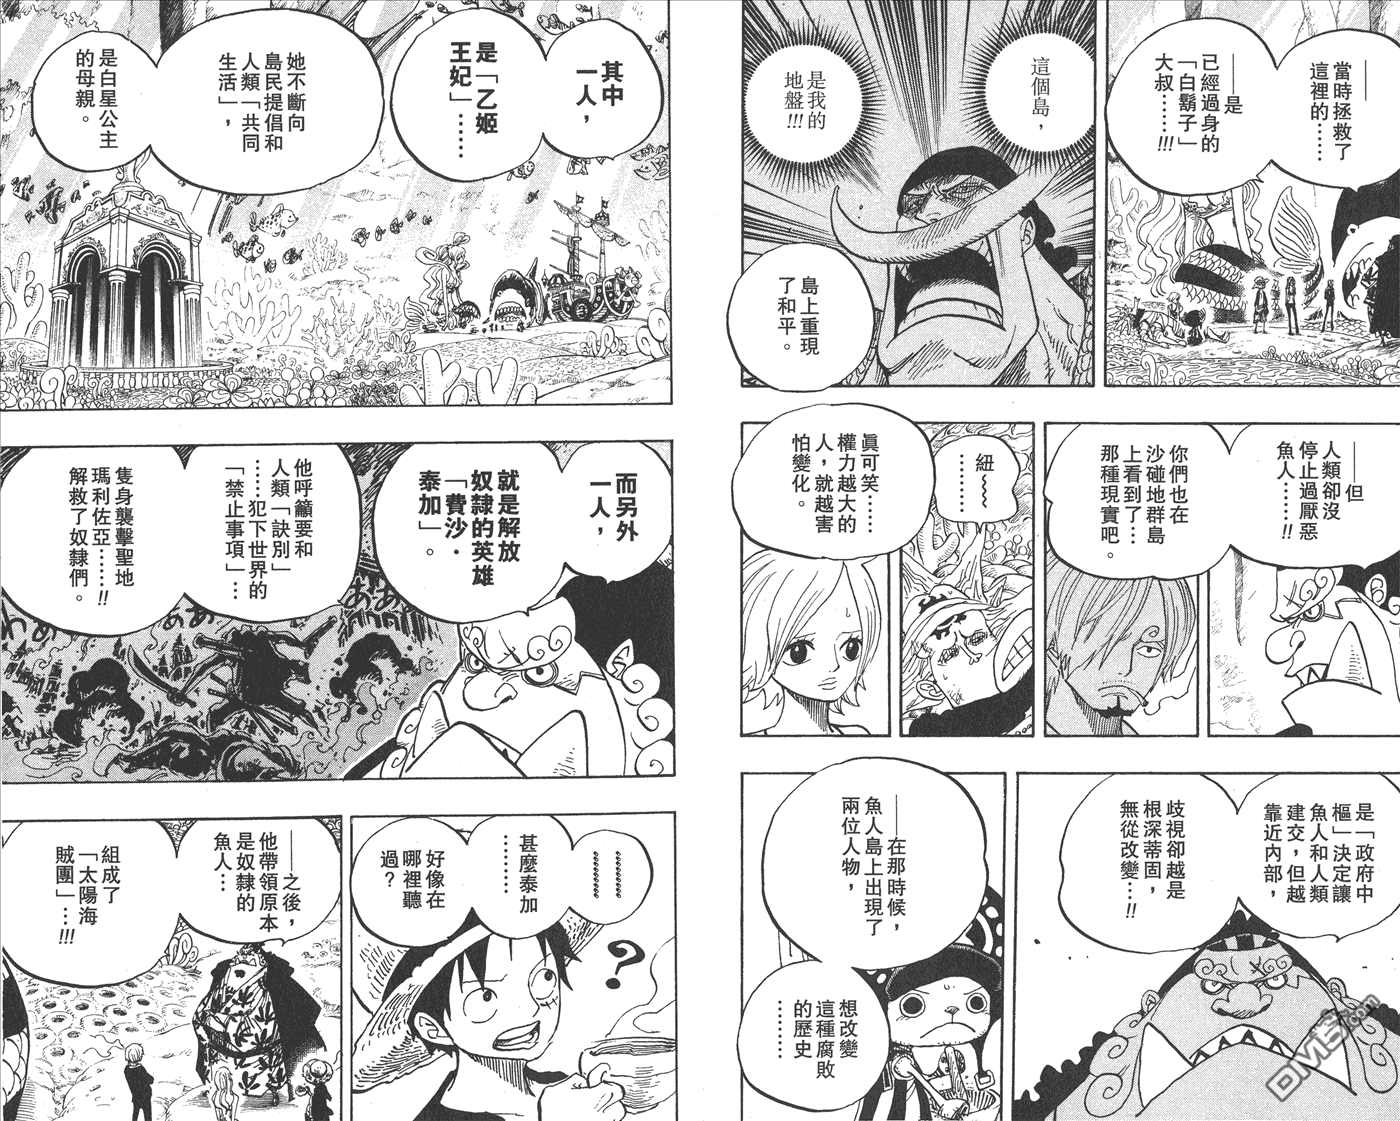 ——
當時拯救了
這裡的……
——是
已經過身的
「白鬍子」
大叔……!!!
這個島，
是我的
地盤!!!
島上重現
了和平。
——但
人類卻沒
停止過厭惡
魚人……!!
你們也在
沙碰地群島
上看到了…
那種現實吧。
紐～～～
…
眞可笑……
權力越大的
人，就越害
怕變化。
是「政府中
樞」決定讓
魚人和人類
建交，但越
靠近內部，
歧視卻越是
根深蒂固，
無從改變…!!
——在那時候，
魚人島上出現了
兩位人物，
想改變
這種腐敗
的歷史
………
其中
一人，
是「乙姬
王妃」……
她不斷向
島民提倡和
人類「共同
生活」，
是白星公主
的母親。
而另外
一人，
就是解放
奴隸的英雄
「費沙．
泰加」。
他呼籲要和
人類「訣別」
……犯下世界的
「禁止事項」…
隻身襲擊聖地
瑪利佐亞……!!
解救了奴隸們。
………
甚麼泰加
………
好像在
哪裡聽
過？
?
——之後，
他帶領原本
是奴隸的
魚人…
組成了
「太陽海
賊團」…!!!
DM5.com